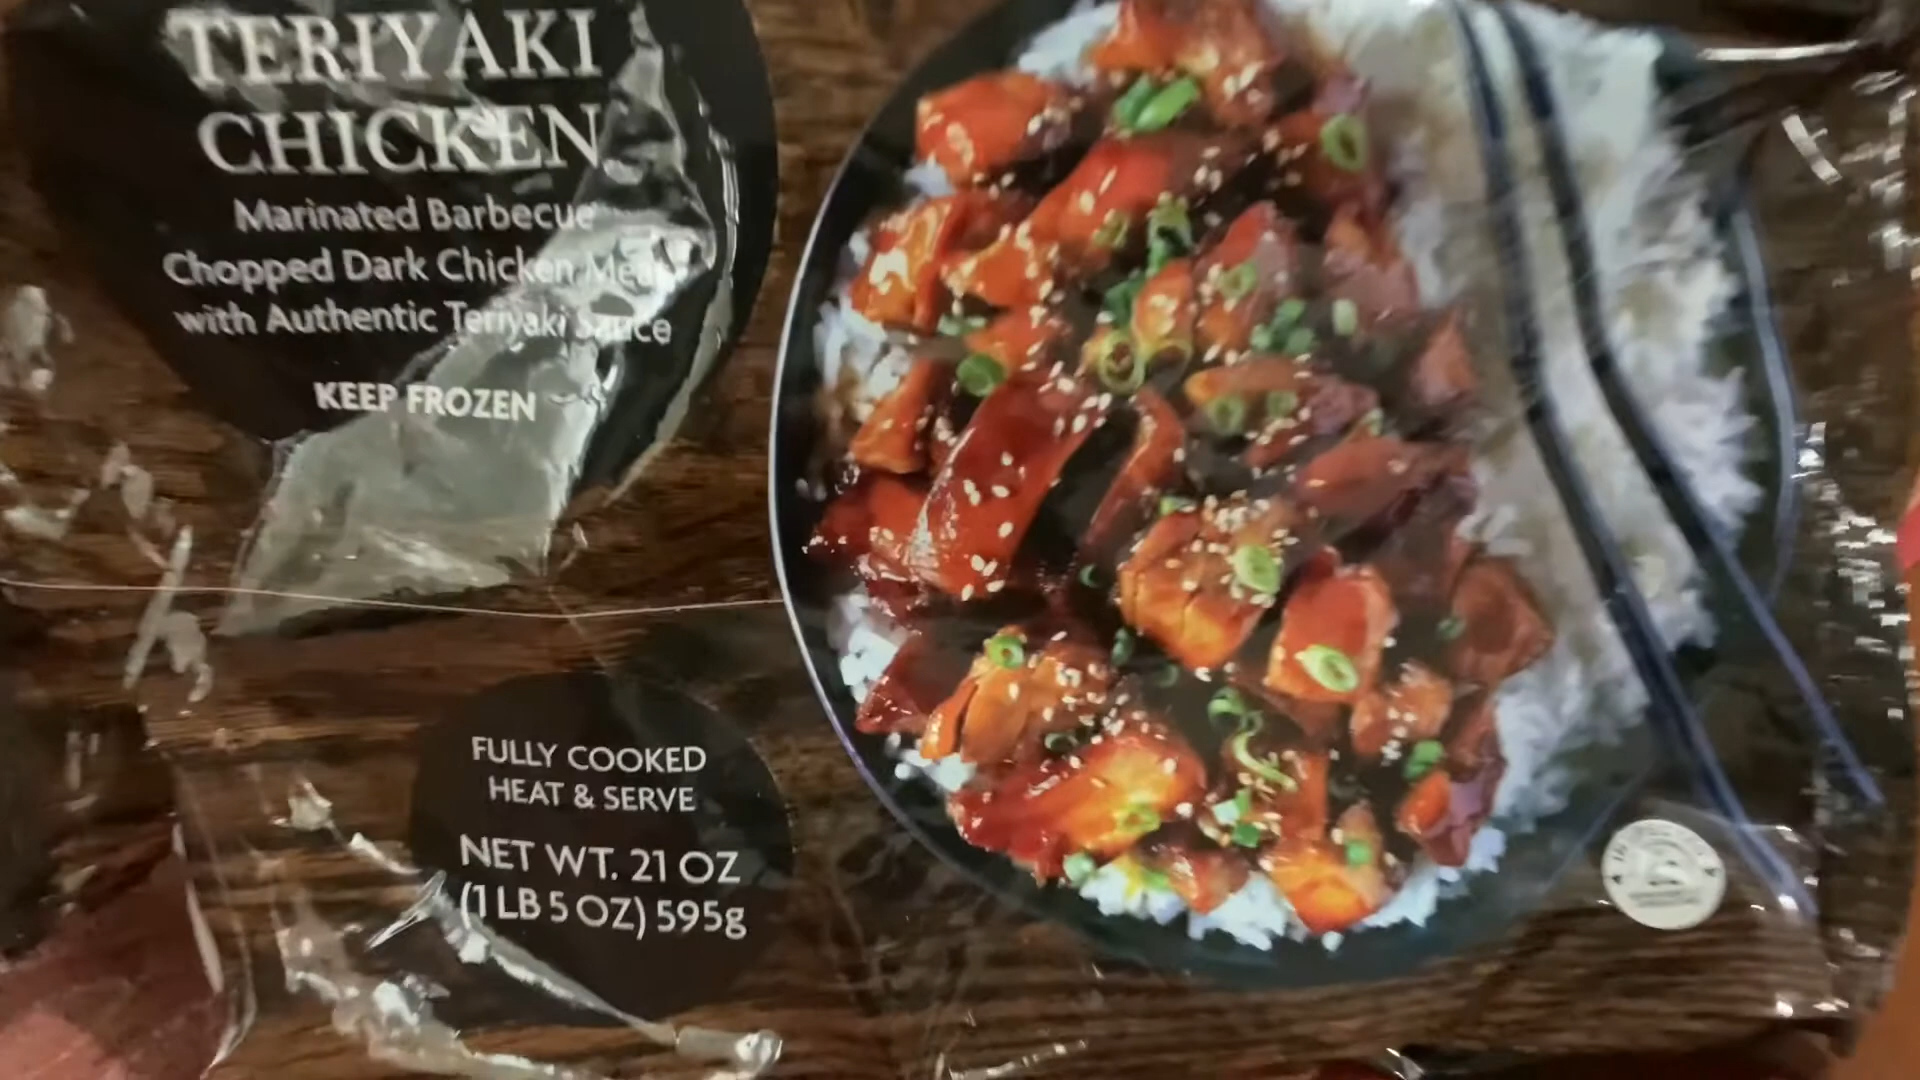 TERIYAKI
CHICKEN
Marinated Barbecue
Chopped Dark Chicken Meat
with Authentic Teriyaki Sauce
KEEP FROZEN
FULLY COOKED
HEAT & SERVE
NET WT. 21 OZ
(1 LB 5 OZ) 595g